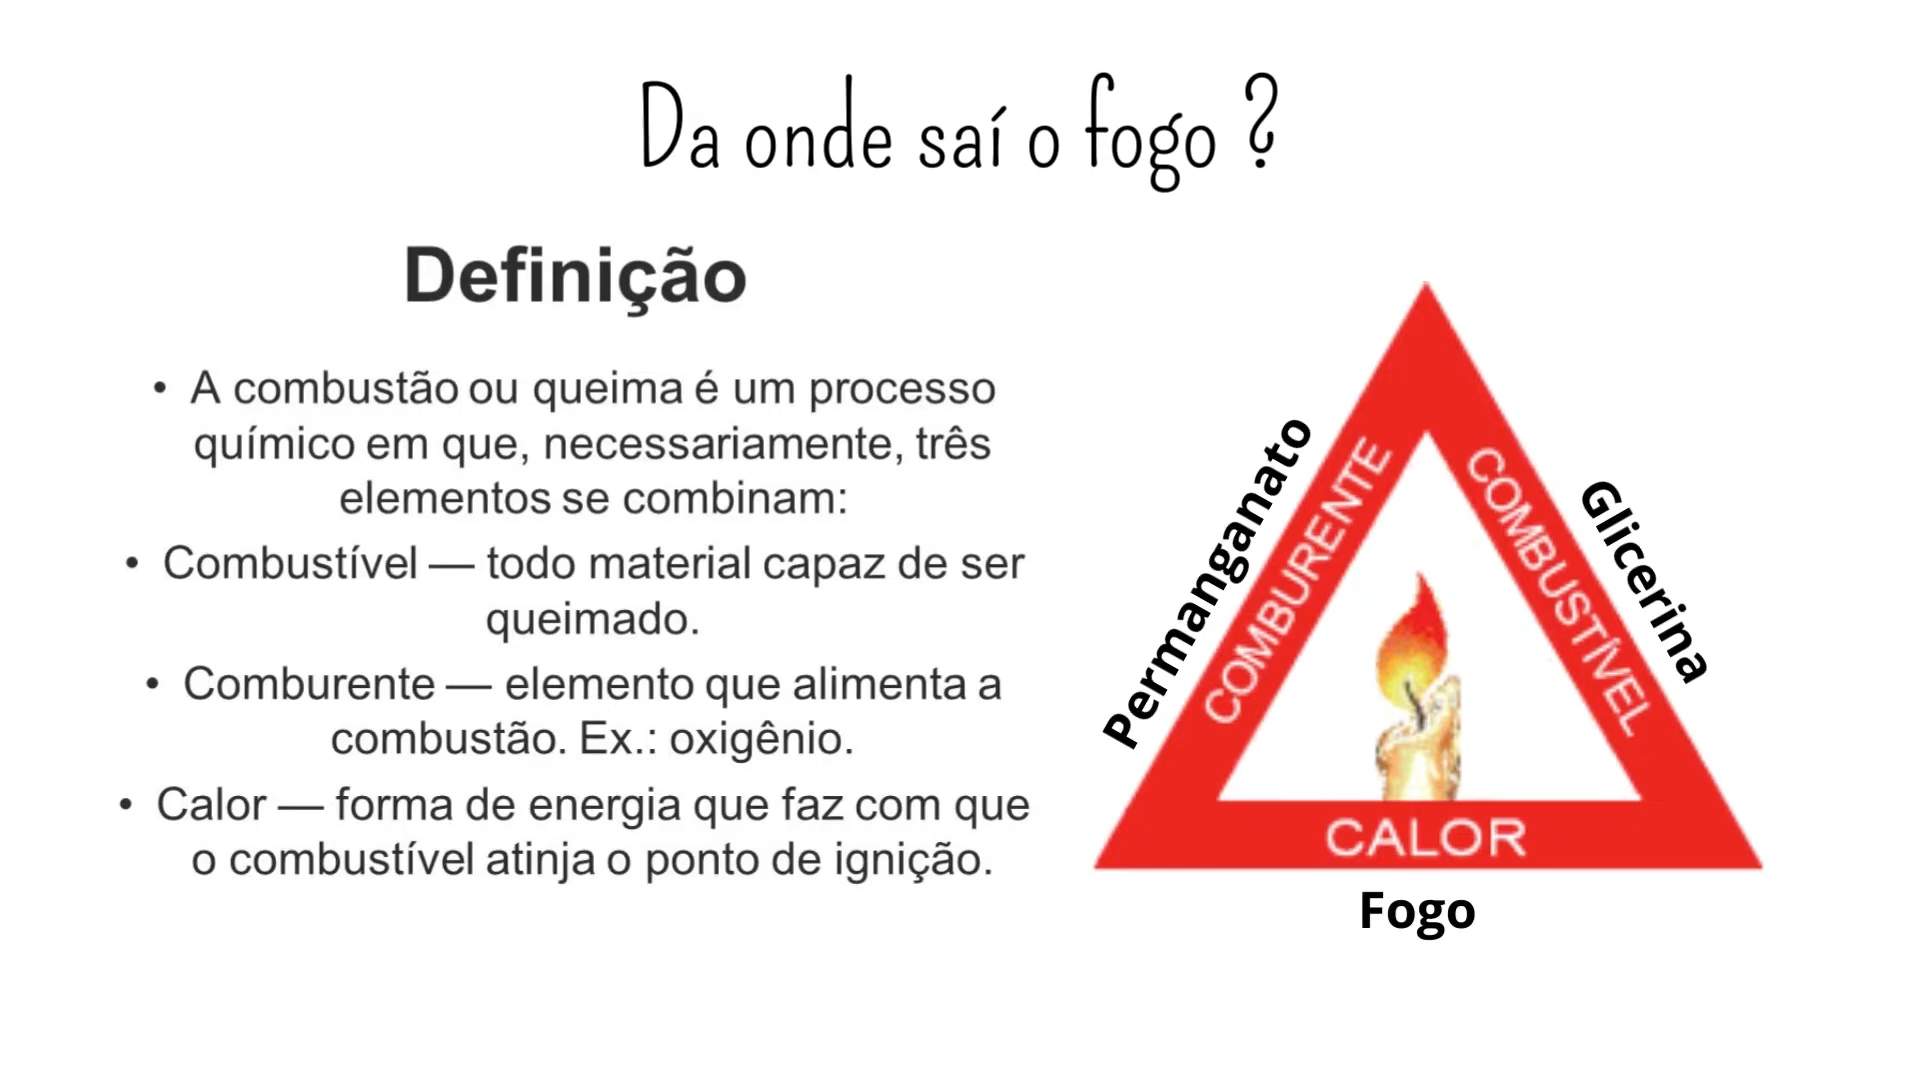 Da onde saí o fogo ?
Definição
• A combustão ou queima é um processo
químico em que, necessariamente, três
elementos se combinam:
• Combustível — todo material capaz de ser
queimado.
• Comburente — elemento que alimenta a
combustão. Ex.: oxigênio.
• Calor — forma de energia que faz com que
o combustível atinja o ponto de ignição.
Permanganato
COMBURENTE
COMBUSTÍVEL
Glicerina
CALOR
Fogo